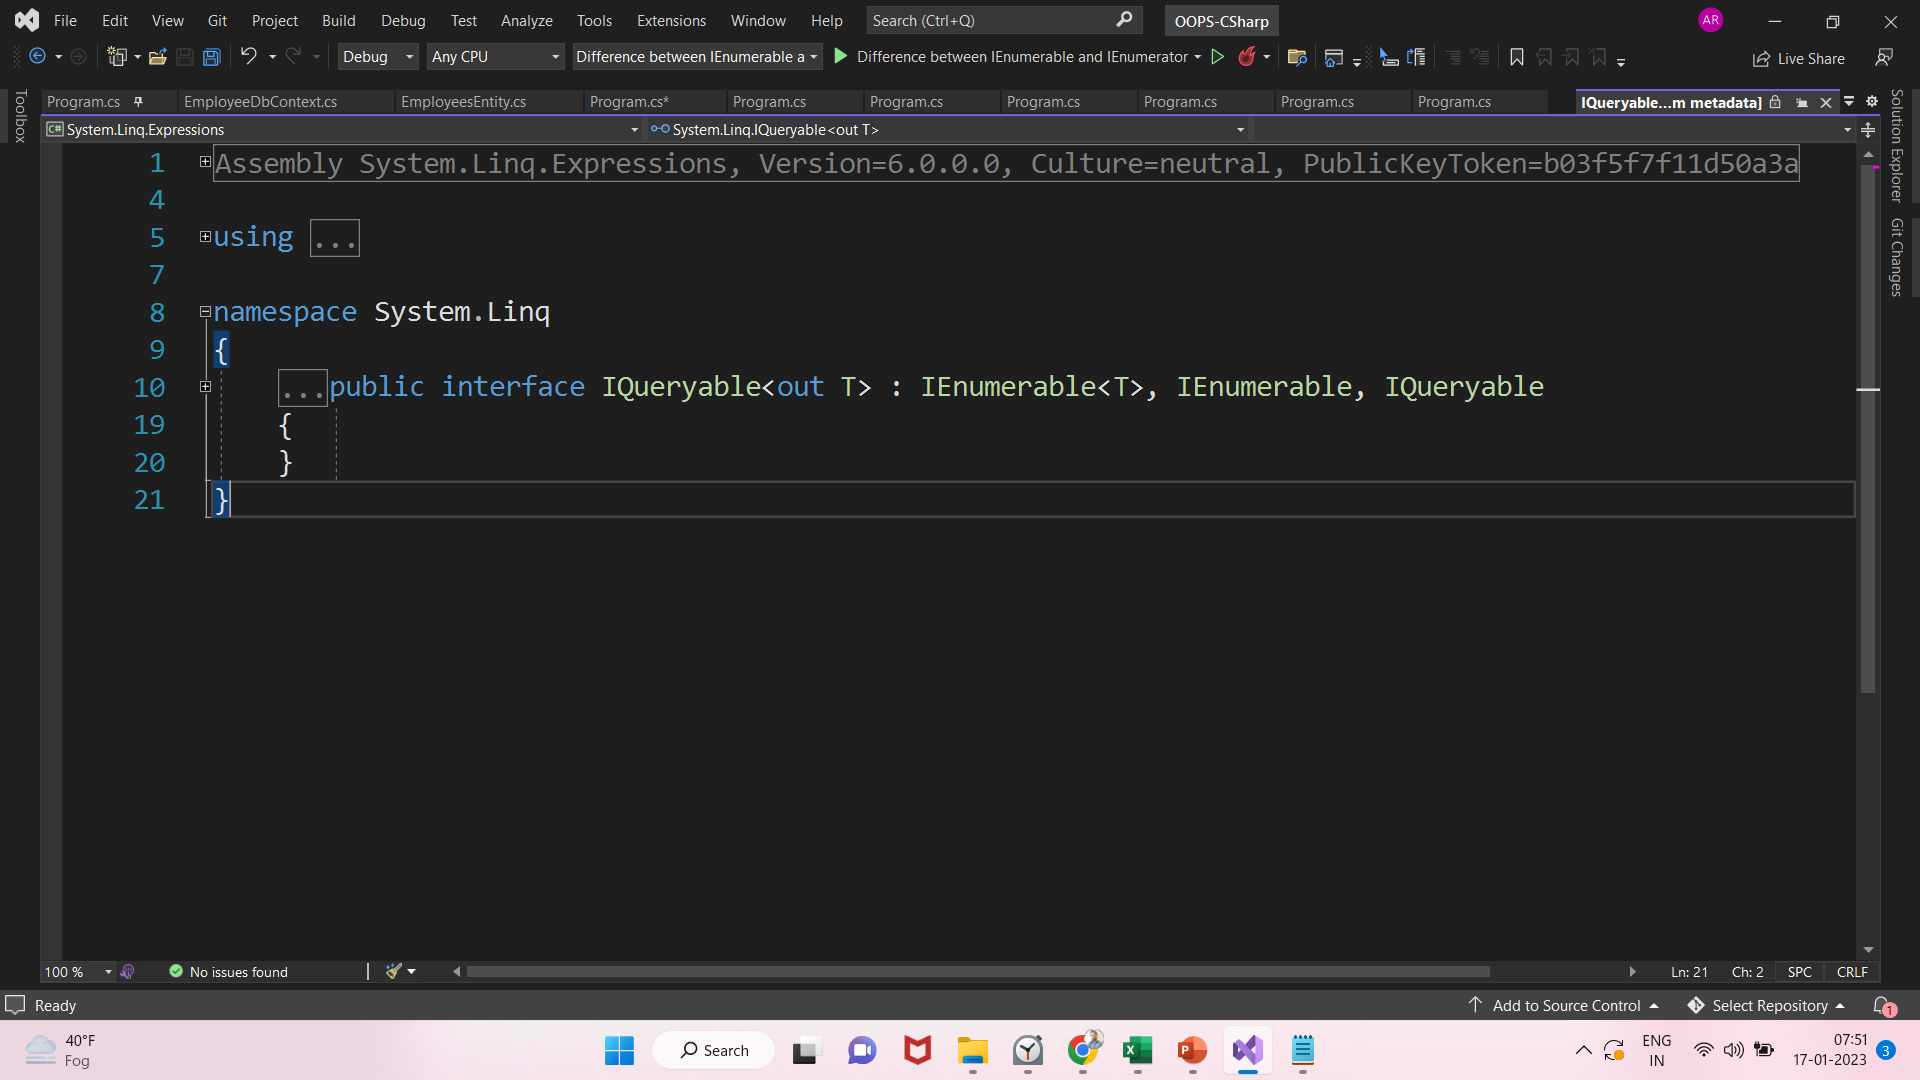 File Edit View Git Project Build Debug Test Analyze Tools Extensions Window Help Search (Ctrl+Q) OOPS-CSharp AR
Debug Any CPU Difference between IEnumerable a Difference between IEnumerable and IEnumerator Live Share
Toolbox
Program.cs EmployeeDbContext.cs EmployeesEntity.cs Program.cs* Program.cs Program.cs Program.cs Program.cs Program.cs Program.cs IQueryable...m metadata]
Solution Explorer
Git Changes
System.Linq.Expressions System.Linq.IQueryable<out T>
1 Assembly System.Linq.Expressions, Version=6.0.0.0, Culture=neutral, PublicKeyToken=b03f5f7f11d50a3a
4
5 using ...
7
8 namespace System.Linq
9 {
10 ...public interface IQueryable<out T> : IEnumerable<T>, IEnumerable, IQueryable
19 {
20 }
21 }
100 % No issues found Ln: 21 Ch: 2 SPC CRLF
Ready Add to Source Control Select Repository 1
40°F
Fog
Search
ENG
IN
07:51
17-01-2023
3